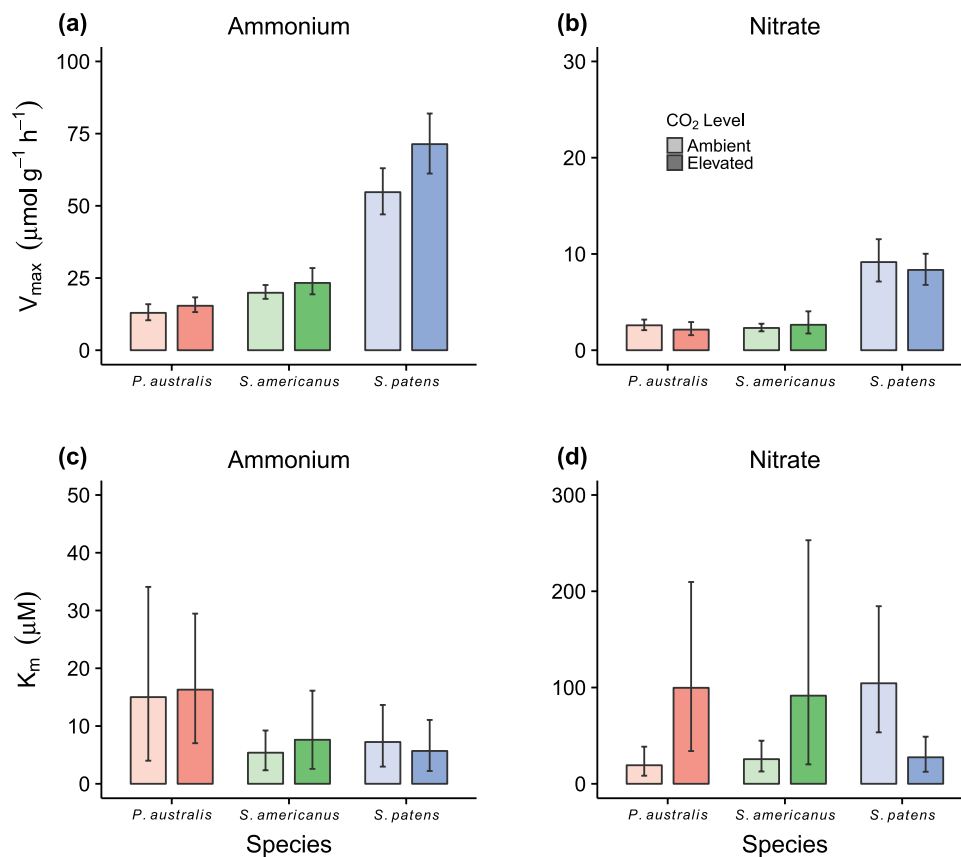 (a)
Ammonium
100
75
50
25
0
Vmax (μmol g⁻¹ h⁻¹)
P. australis
S. americanus
S. patens
(b)
Nitrate
30
20
10
0
CO₂ Level
Ambient
Elevated
P. australis
S. americanus
S. patens
(c)
Ammonium
50
40
30
20
10
0
Km (μM)
P. australis
S. americanus
S. patens
Species
(d)
Nitrate
300
200
100
0
P. australis
S. americanus
S. patens
Species